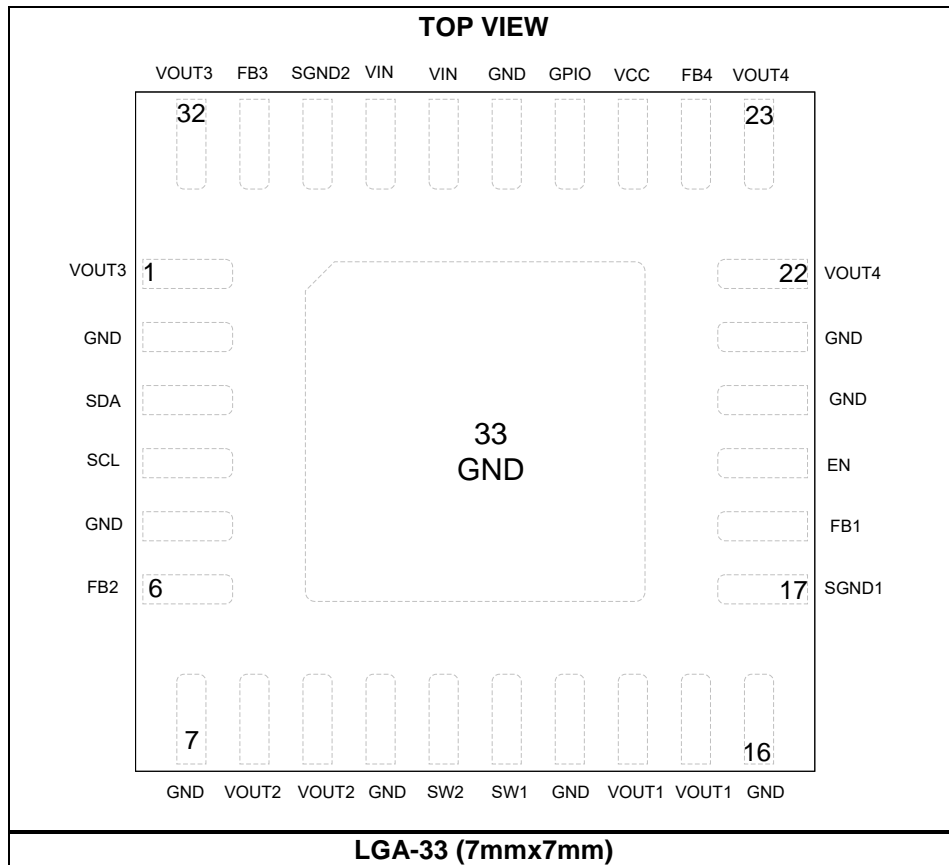 TOP VIEW
VOUT3 FB3 SGND2 VIN VIN GND GPIO VCC FB4 VOUT4
32 23
VOUT3 1 22 VOUT4
GND GND
SDA GND
33
GND
SCL EN
GND FB1
FB2 6 17 SGND1
7 16
GND VOUT2 VOUT2 GND SW2 SW1 GND VOUT1 VOUT1 GND
LGA-33 (7mmx7mm)